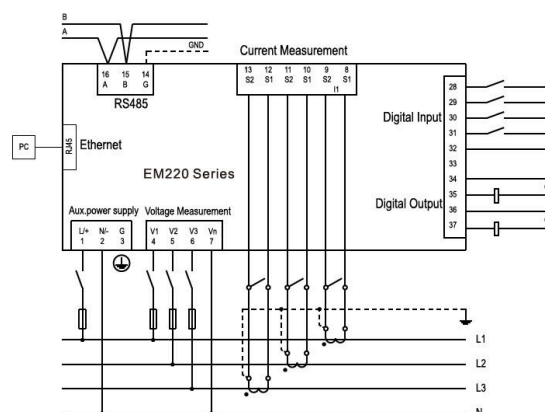 B
A
GND
Current Measurement
16 15 14
A B G
RS485
13 12 11 10 9 8
S2 S1 S2 S1 S2 S1
I1
28
29
Digital Input 30
31
32
33
34
Digital Output 35
36
37
PC
RJ45
Ethernet
EM220 Series
Aux.power supply Voltage Measurement
L/+ N/- G V1 V2 V3 Vn
1 2 3 4 5 6 7
L1
L2
L3
N